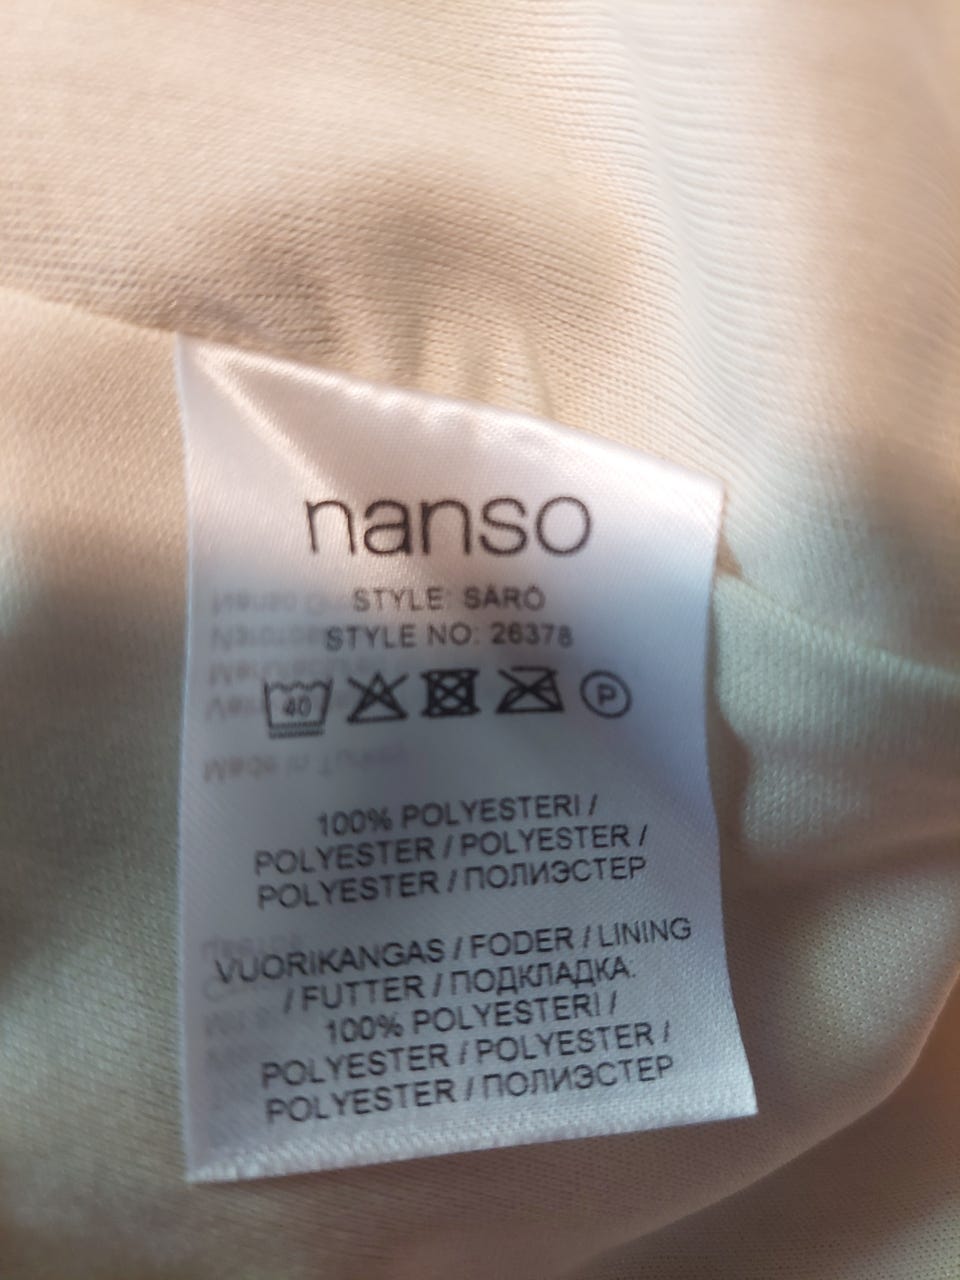 nanso
STYLE: SÄRÖ
STYLE NO: 26378
40 P
100% POLYESTERI /
POLYESTER / POLYESTER /
POLYESTER / ПОЛИЭСТЕР
VUORIKANGAS / FODER / LINING
/ FUTTER / ПОДКЛАДКА:
100% POLYESTERI /
POLYESTER / POLYESTER /
POLYESTER / ПОЛИЭСТЕР